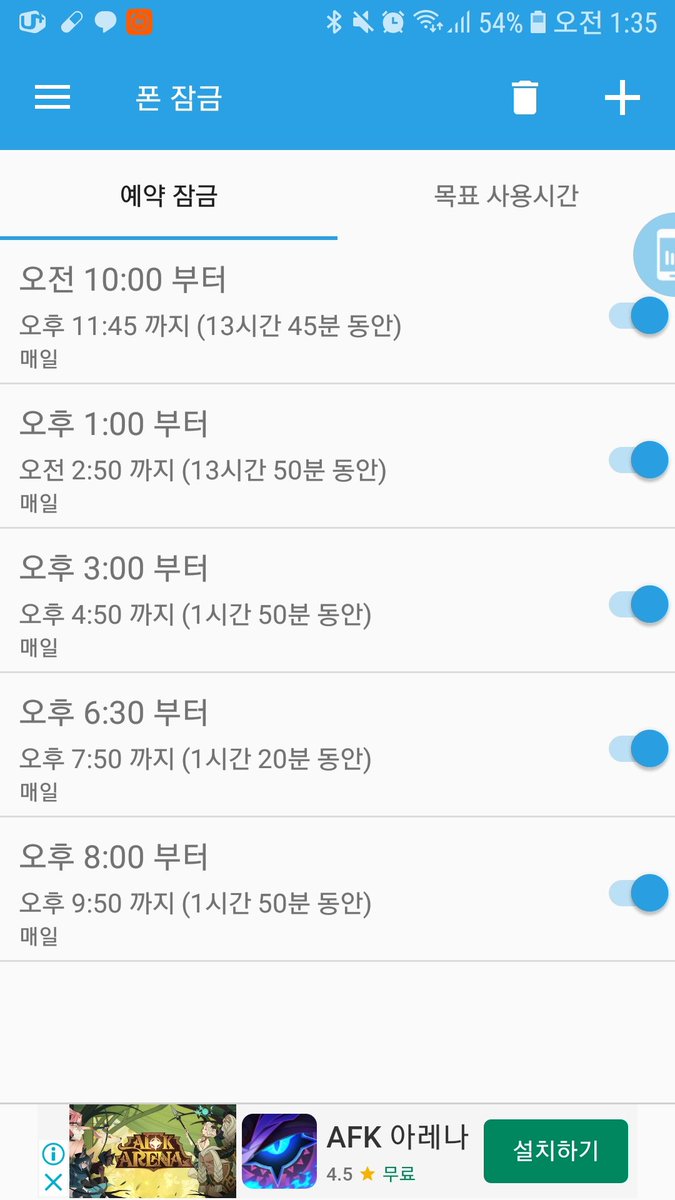 54% 오전 1:35
폰 잠금
예약 잠금 목표 사용시간
오전 10:00 부터
오후 11:45 까지 (13시간 45분 동안)
매일
오후 1:00 부터
오전 2:50 까지 (13시간 50분 동안)
매일
오후 3:00 부터
오후 4:50 까지 (1시간 50분 동안)
매일
오후 6:30 부터
오후 7:50 까지 (1시간 20분 동안)
매일
오후 8:00 부터
오후 9:50 까지 (1시간 50분 동안)
매일
AFK ARENA
AFK 아레나
4.5 ★ 무료
설치하기